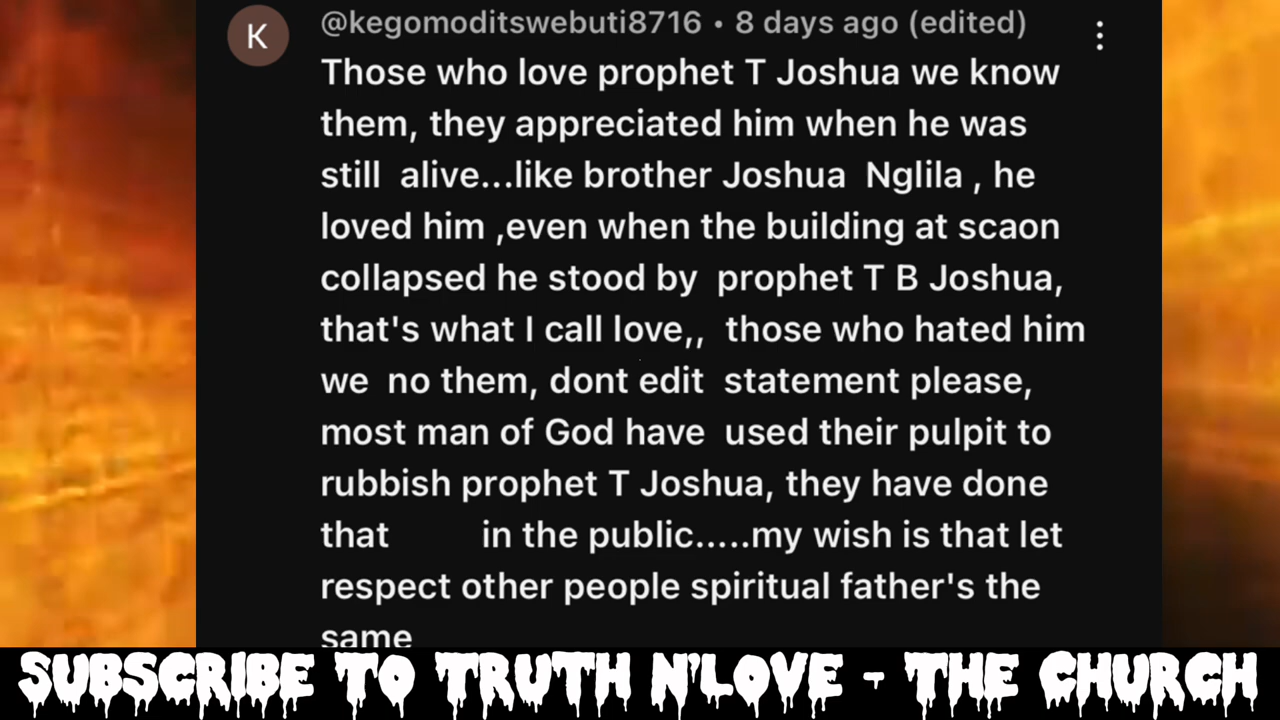 K
@kegomoditswebuti8716 • 8 days ago (edited)
Those who love prophet T Joshua we know
them, they appreciated him when he was
still alive...like brother Joshua Nglila , he
loved him ,even when the building at scaon
collapsed he stood by prophet T B Joshua,
that's what I call love,, those who hated him
we no them, dont edit statement please,
most man of God have used their pulpit to
rubbish prophet T Joshua, they have done
that in the public.....my wish is that let
respect other people spiritual father's the
same
SUBSCRIBE TO TRUTH N'LOVE - THE CHURCH